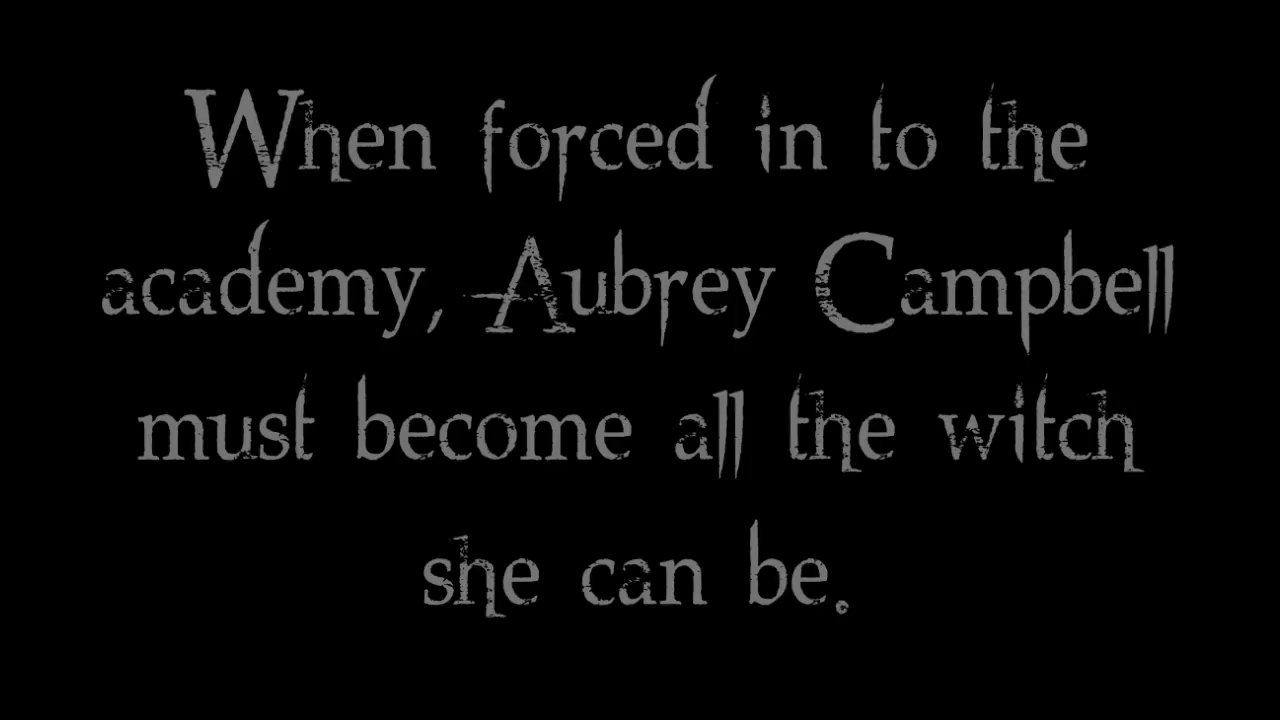 When forced in to the
academy, Aubrey Campbell
must become all the witch
she can be.